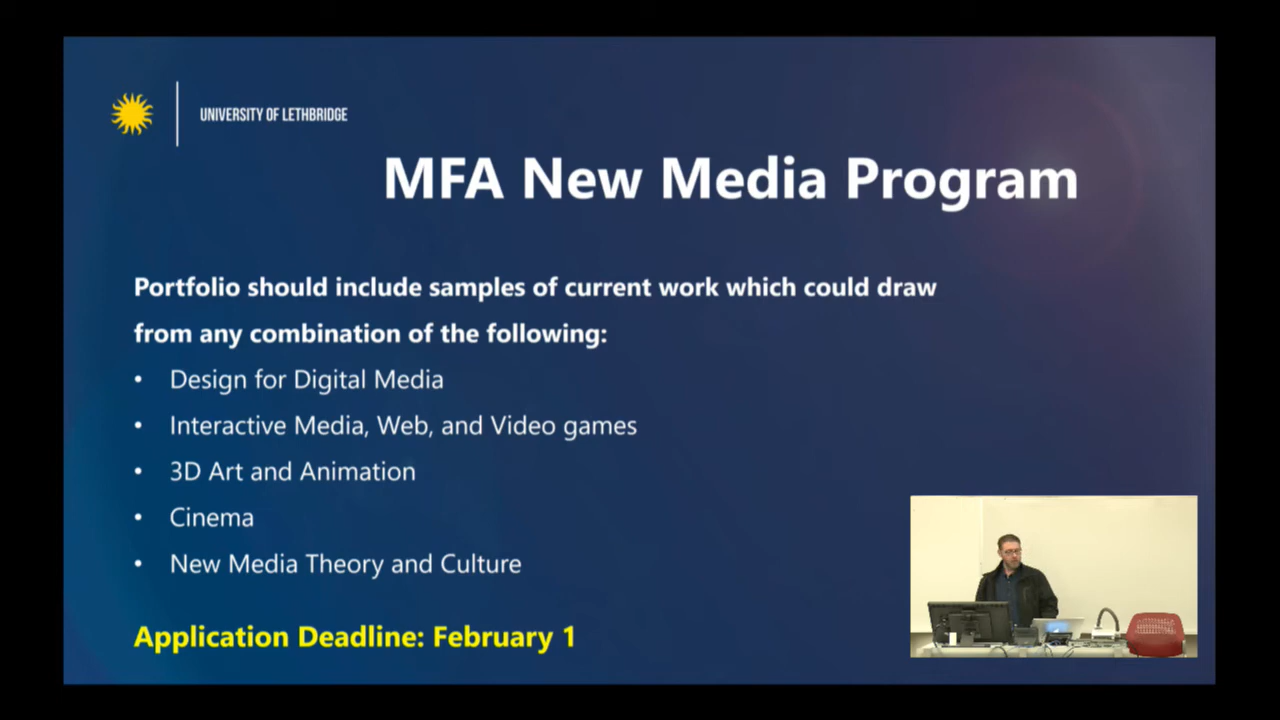 UNIVERSITY OF LETHBRIDGE
MFA New Media Program
Portfolio should include samples of current work which could draw
from any combination of the following:
• Design for Digital Media
• Interactive Media, Web, and Video games
• 3D Art and Animation
• Cinema
• New Media Theory and Culture
Application Deadline: February 1